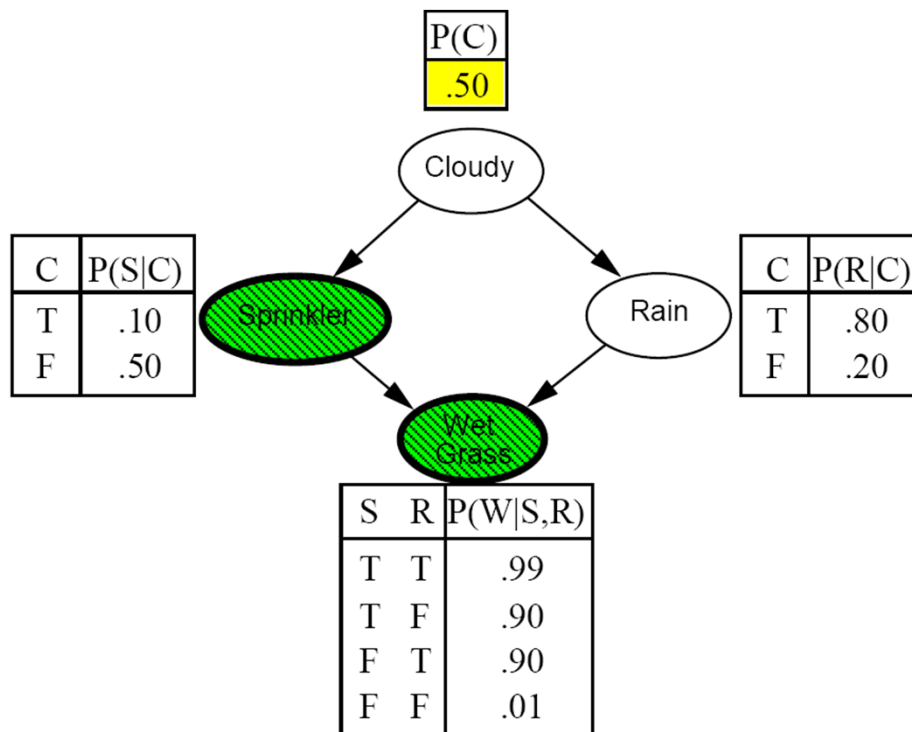 P(C)
.50
Cloudy
C P(S|C)
T .10
F .50
Sprinkler
Rain
C P(R|C)
T .80
F .20
Wet
Grass
S R P(W|S,R)
T T .99
T F .90
F T .90
F F .01